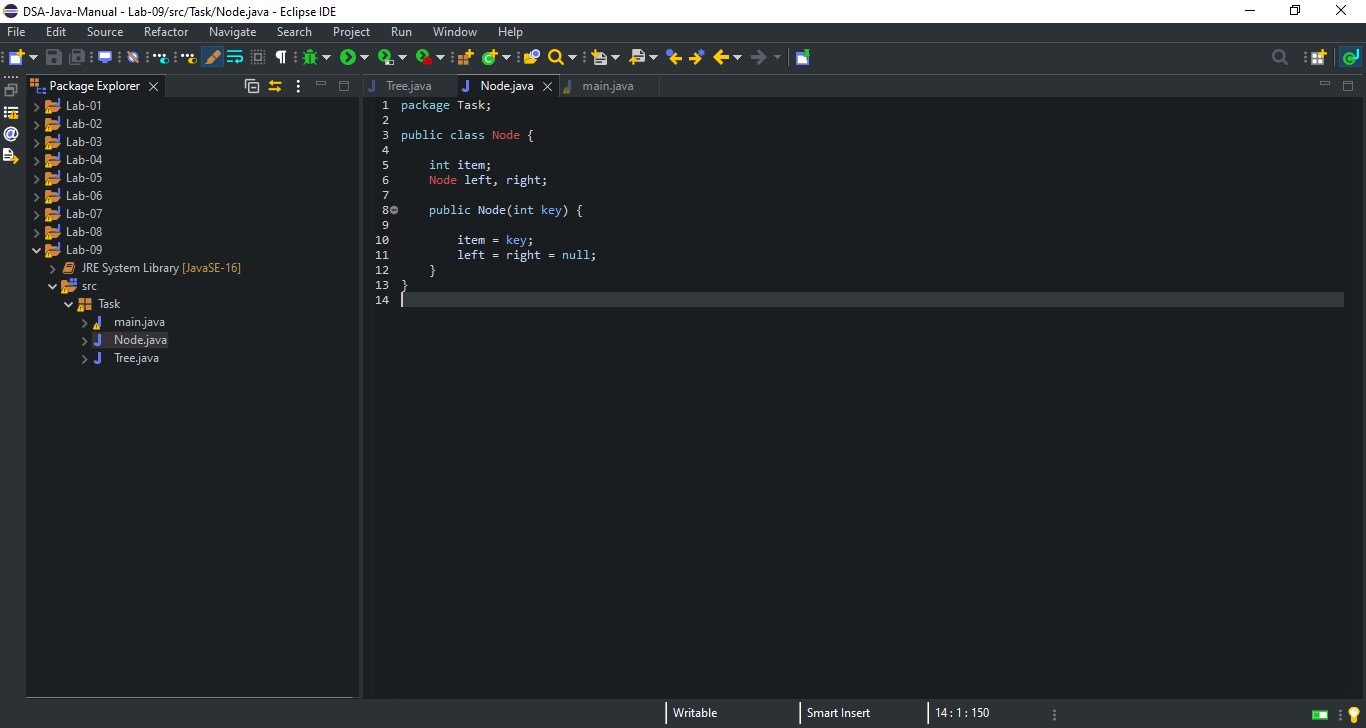 DSA-Java-Manual - Lab-09/src/Task/Node.java - Eclipse IDE
File Edit Source Refactor Navigate Search Project Run Window Help
Package Explorer
Lab-01
Lab-02
Lab-03
Lab-04
Lab-05
Lab-06
Lab-07
Lab-08
Lab-09
JRE System Library [JavaSE-16]
src
Task
main.java
Node.java
Tree.java
Tree.java Node.java main.java
1 package Task;
2
3 public class Node {
4
5 int item;
6 Node left, right;
7
8 public Node(int key) {
9
10 item = key;
11 left = right = null;
12 }
13 }
14
Writable Smart Insert 14 : 1 : 150